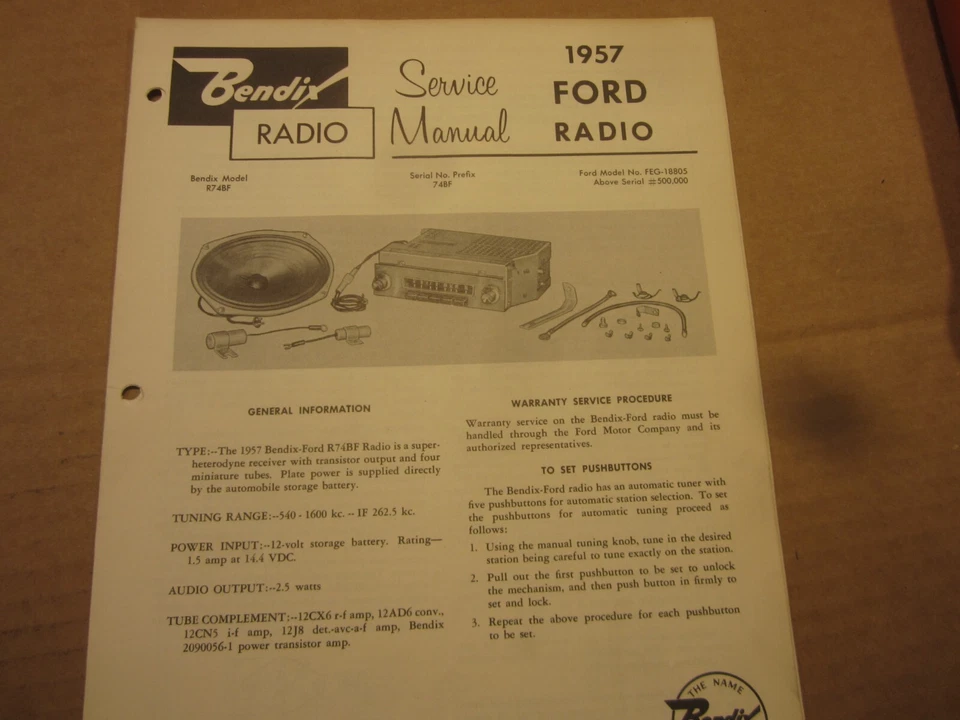 Bendix
RADIO
Service
Manual
1957
FORD
RADIO
Bendix Model
R74BF
Serial No. Prefix
74BF
Ford Model No. FEG-18805
Above Serial #500,000
GENERAL INFORMATION
TYPE:--The 1957 Bendix-Ford R74BF Radio is a super-
heterodyne receiver with transistor output and four
miniature tubes. Plate power is supplied directly
by the automobile storage battery.
TUNING RANGE:--540 - 1600 kc. -- IF 262.5 kc.
POWER INPUT:--12-volt storage battery. Rating—
1.5 amp at 14.4 VDC.
AUDIO OUTPUT:--2.5 watts
TUBE COMPLEMENT:--12CX6 r-f amp, 12AD6 conv.,
12CN5 i-f amp, 12J8 det.-avc-a-f amp, Bendix
2090056-1 power transistor amp.
WARRANTY SERVICE PROCEDURE
Warranty service on the Bendix-Ford radio must be
handled through the Ford Motor Company and its
authorized representatives.
TO SET PUSHBUTTONS
The Bendix-Ford radio has an automatic tuner with
five pushbuttons for automatic station selection. To set
the pushbuttons for automatic tuning proceed as
follows:
1. Using the manual tuning knob, tune in the desired
station being careful to tune exactly on the station.
2. Pull out the first pushbutton to be set to unlock
the mechanism, and then push button in firmly to
set and lock.
3. Repeat the above procedure for each pushbutton
to be set.
THE NAME
Bendix